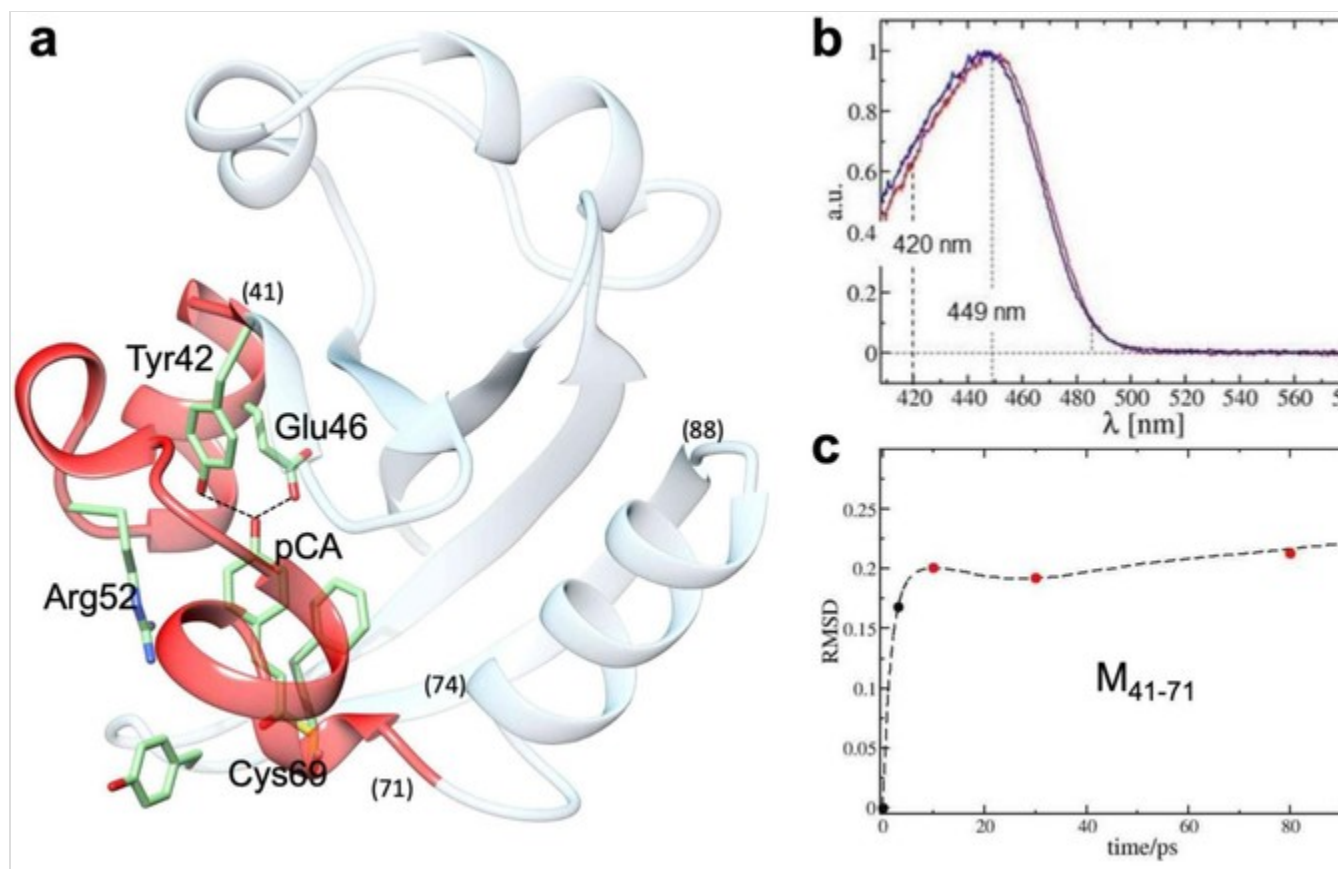 a
(41)
Tyr42
Glu46
(88)
pCA
Arg52
(74)
Cys69
(71)
b
1
0.8
0.6
0.4
0.2
0
a.u.
420 nm
449 nm
420 440 460 480 500 520 540 560 5
λ [nm]
c
0.25
0.2
0.15
0.1
0.05
0
RMSD
M41-71
0 20 40 60 80
time/ps